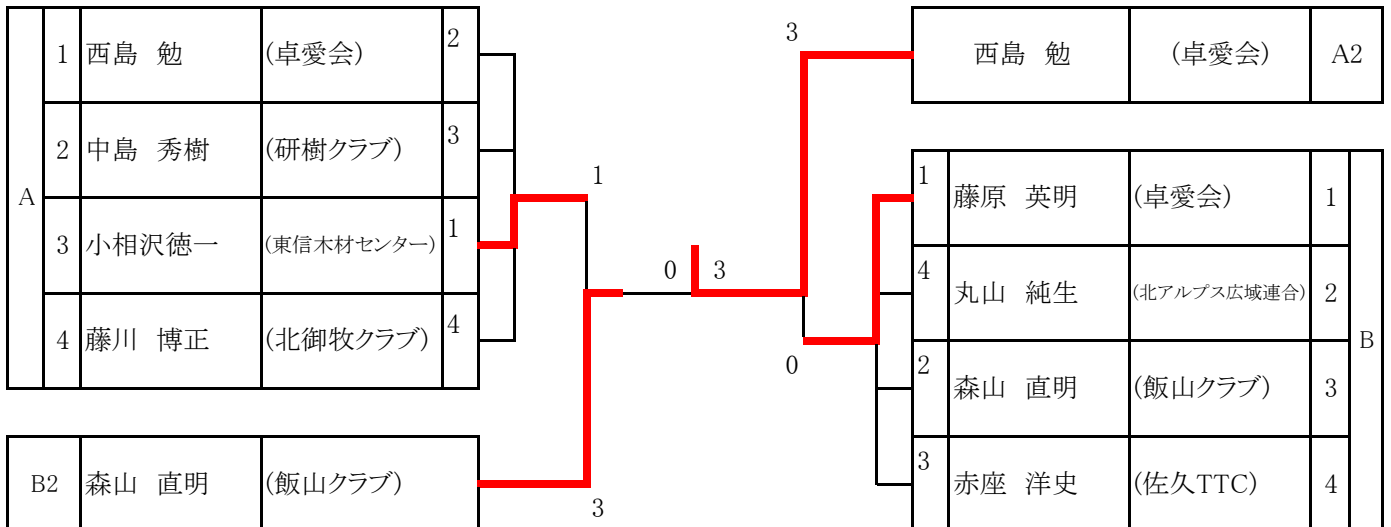 A
1 西島 勉 (卓愛会) 2
2 中島 秀樹 (研樹クラブ) 3
3 小相沢徳一 (東信木材センター) 1
4 藤川 博正 (北御牧クラブ) 4
B2 森山 直明 (飯山クラブ)
1
3
0 3
3
0
西島 勉 (卓愛会) A2
1 藤原 英明 (卓愛会) 1
4 丸山 純生 (北アルプス広域連合) 2
2 森山 直明 (飯山クラブ) 3
3 赤座 洋史 (佐久TTC) 4
B